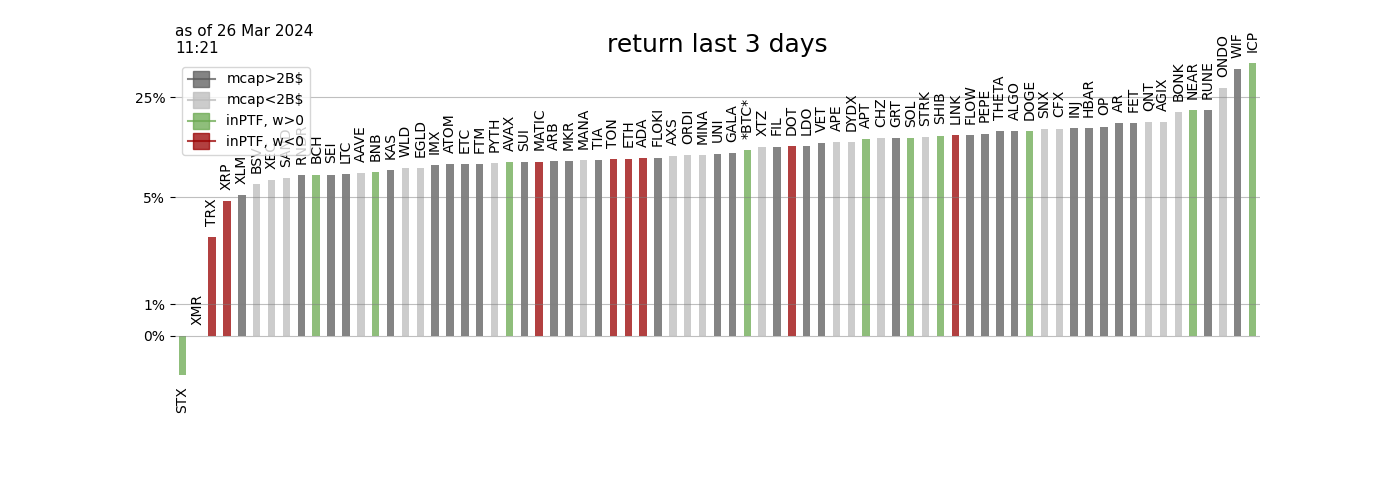 as of 26 Mar 2024
11:21
return last 3 days
mcap>2B$
mcap<2B$
inPTF, w>0
inPTF, w<0
25%
5%
1%
0%
STX
XMR
TRX
XRP
XLM
BSV
XEC
BCH
SEI
LTC
AAVE
BNB
KAS
WLD
EGLD
IMX
ATOM
ETC
FTM
PYTH
AVAX
SUI
MATIC
ARB
MKR
MANA
TIA
TON
ETH
ADA
FLOKI
AXS
ORDI
MINA
UNI
GALA
*BTC*
XTZ
FIL
DOT
LDO
VET
APE
DYDX
APT
CHZ
GRT
SOL
STRK
SHIB
LINK
FLOW
PEPE
THETA
ALGO
DOGE
SNX
CFX
INJ
HBAR
OP
AR
FET
QNT
AGIX
BONK
NEAR
RUNE
ONDO
WIF
ICP